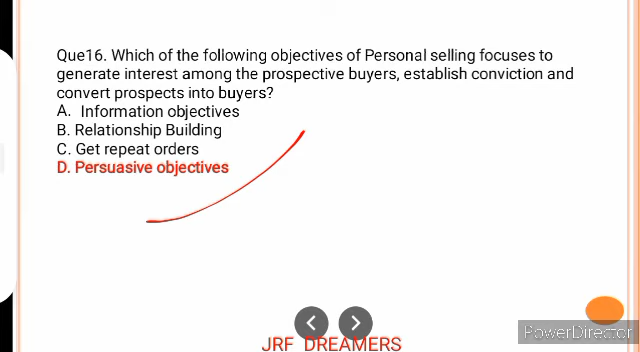 Que16. Which of the following objectives of Personal selling focuses to
generate interest among the prospective buyers, establish conviction and
convert prospects into buyers?
A. Information objectives
B. Relationship Building
C. Get repeat orders
D. Persuasive objectives
JRF DREAMERS
PowerDirector